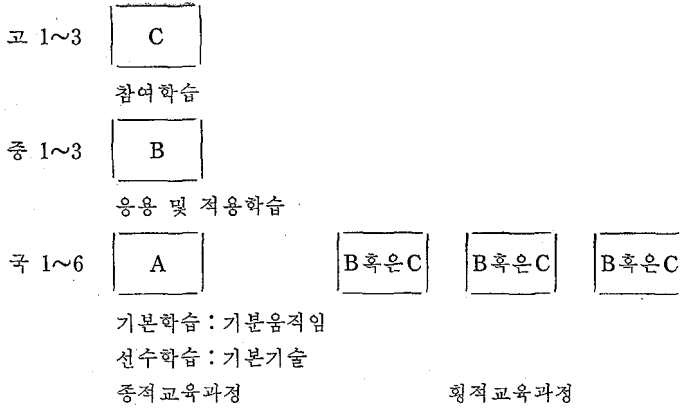 고 1~3 C
참여학습
중 1~3 B
응용 및 적용학습
국 1~6 A B혹은C B혹은C B혹은C
기본학습 : 기분움직임
선수학습 : 기본기술
종적교육과정 횡적교육과정